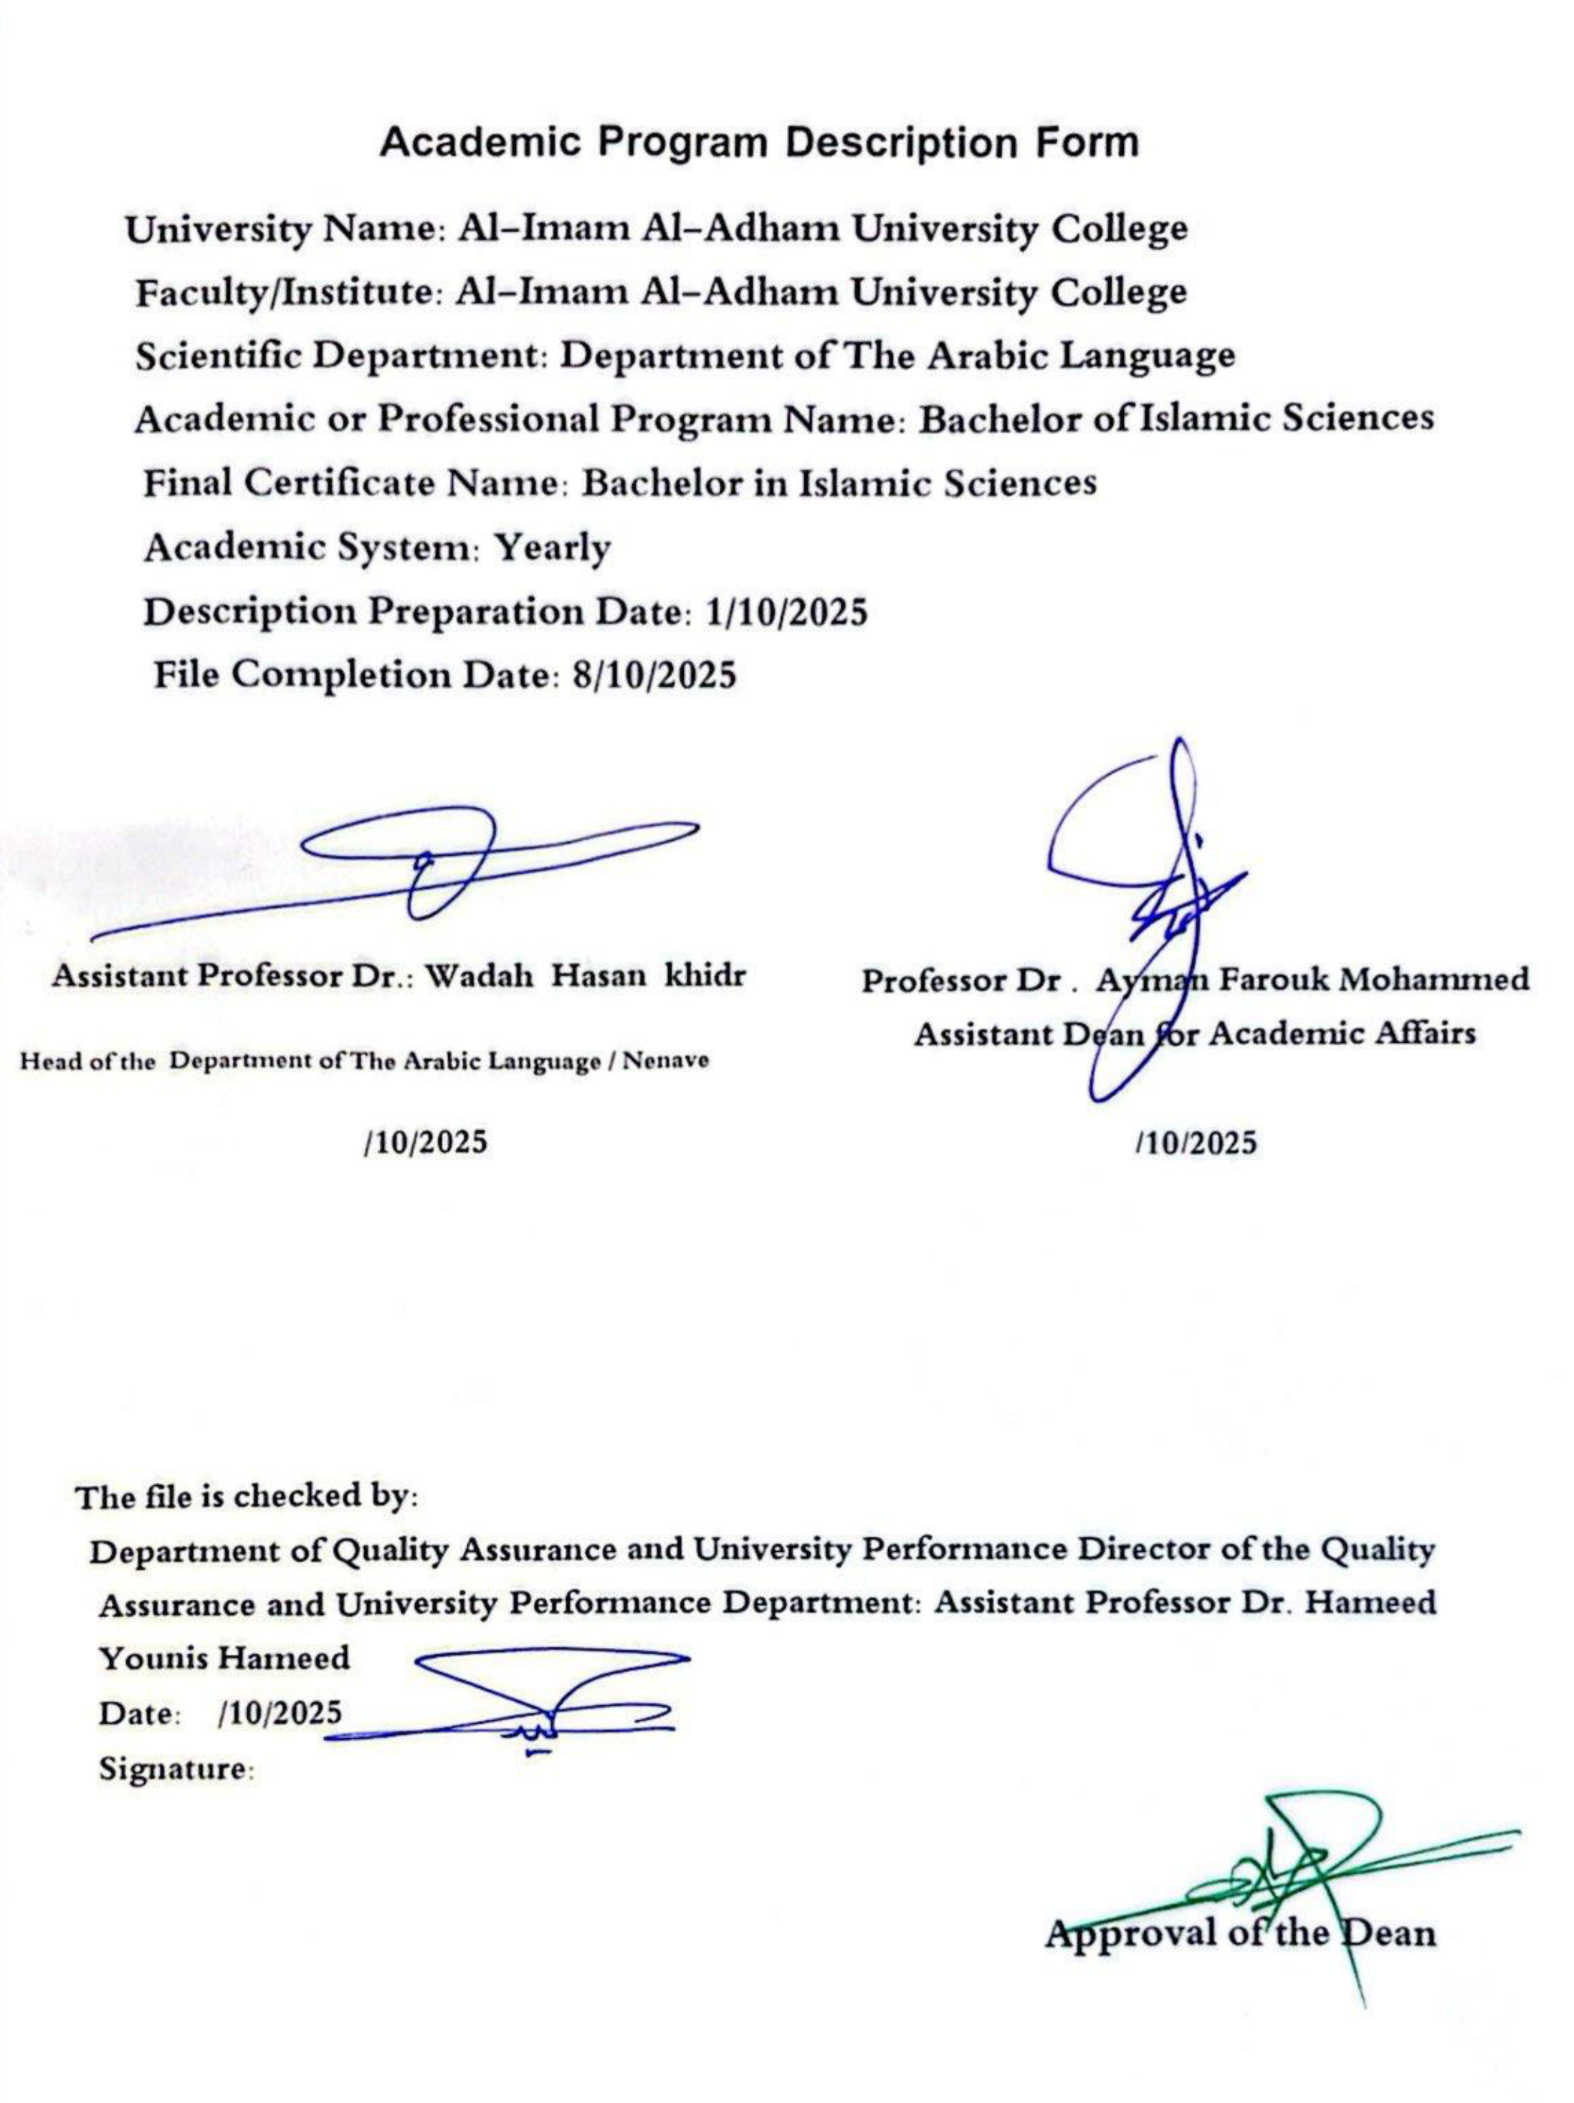 Academic Program Description Form
University Name: Al-Imam Al-Adham University College
Faculty/Institute: Al-Imam Al-Adham University College
Scientific Department: Department of The Arabic Language
Academic or Professional Program Name: Bachelor of Islamic Sciences
Final Certificate Name: Bachelor in Islamic Sciences
Academic System: Yearly
Description Preparation Date: 1/10/2025
File Completion Date: 8/10/2025
Assistant Professor Dr.: Wadah Hasan khidr
Head of the Department of The Arabic Language / Nenave
/10/2025
Professor Dr . Ayman Farouk Mohammed
Assistant Dean for Academic Affairs
/10/2025
The file is checked by:
Department of Quality Assurance and University Performance Director of the Quality
Assurance and University Performance Department: Assistant Professor Dr. Hameed
Younis Hameed
Date: /10/2025
Signature:
Approval of the Dean